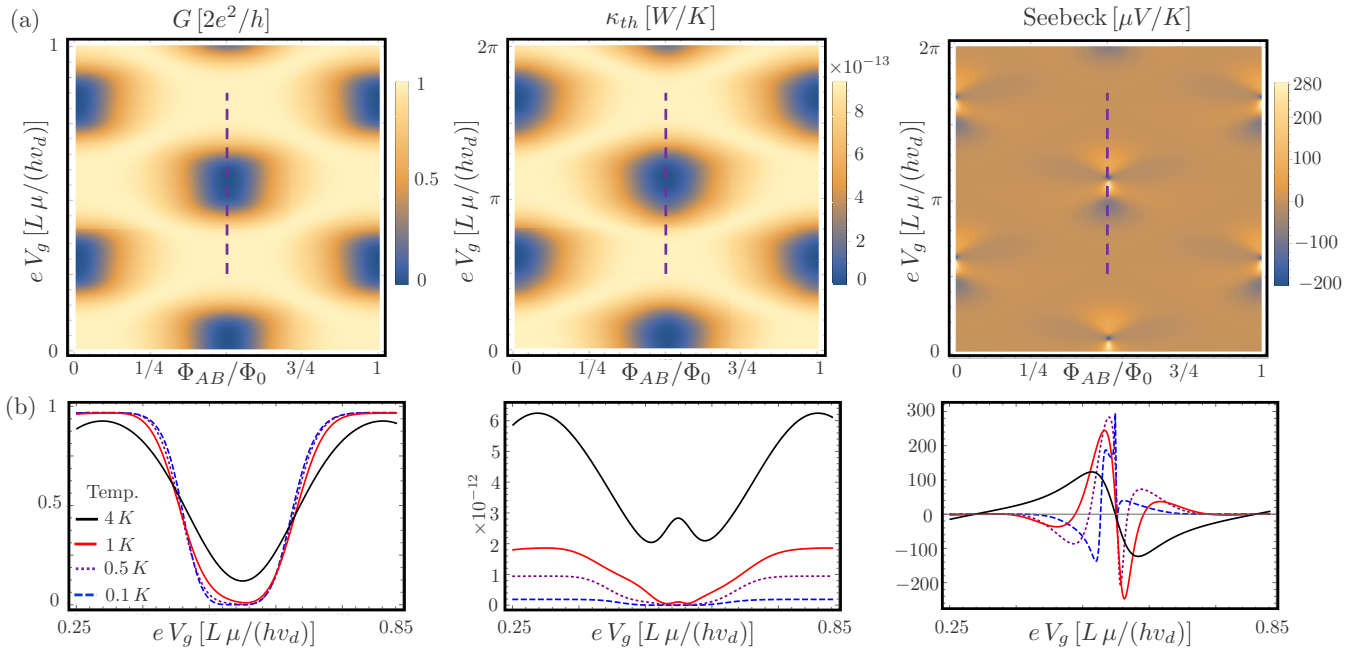 (a)
G [2e²/h]
κ_th [W/K]
Seebeck [μV/K]
1
0
e V_g [L μ/(hv_d)]
0
1/4
Φ_AB/Φ_0
3/4
1
1
0.5
0
2π
π
0
e V_g [L μ/(hv_d)]
0
1/4
Φ_AB/Φ_0
3/4
1
×10⁻¹³
8
6
4
2
0
2π
π
0
e V_g [L μ/(hv_d)]
0
1/4
Φ_AB/Φ_0
3/4
1
280
200
100
0
−100
−200
(b)
1
0.5
0
Temp.
4 K
1 K
0.5 K
0.1 K
0.25
e V_g [L μ/(hv_d)]
0.85
×10⁻¹²
6
5
4
3
2
1
0
0.25
e V_g [L μ/(hv_d)]
0.85
300
200
100
0
-100
-200
0.25
e V_g [L μ/(hv_d)]
0.85